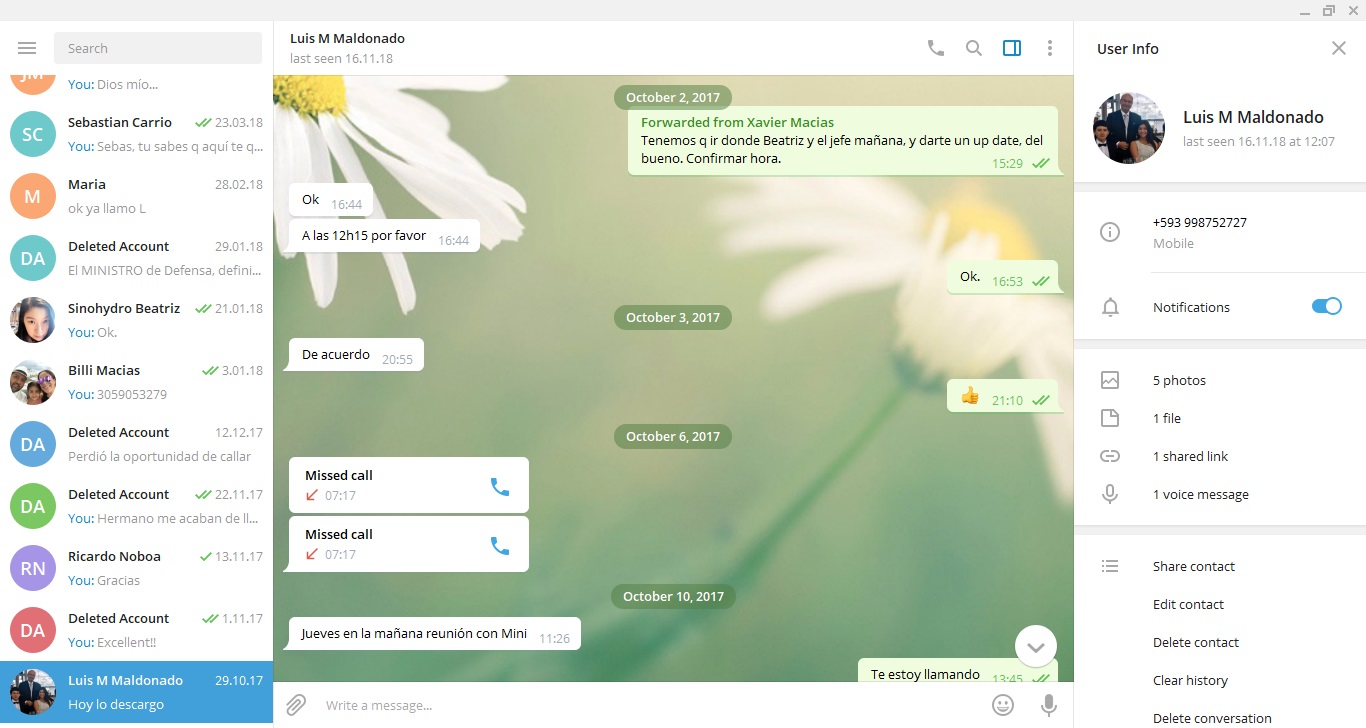 Search
JM
You: Dios mío...
SC
Sebastian Carrio
23.03.18
You: Sebas, tu sabes q aquí te q...
M
Maria
28.02.18
ok ya llamo L
DA
Deleted Account
29.01.18
El MINISTRO de Defensa, defini...
Sinohydro Beatriz
21.01.18
You: Ok.
Billi Macias
3.01.18
You: 3059053279
DA
Deleted Account
12.12.17
Perdió la oportunidad de callar
DA
Deleted Account
22.11.17
You: Hermano me acaban de ll...
RN
Ricardo Noboa
13.11.17
You: Gracias
DA
Deleted Account
1.11.17
You: Excellent!!
Luis M Maldonado
29.10.17
Hoy lo descargo
Luis M Maldonado
last seen 16.11.18
October 2, 2017
Forwarded from Xavier Macias
Tenemos q ir donde Beatriz y el jefe mañana, y darte un up date, del
bueno. Confirmar hora.
15:29
Ok 16:44
A las 12h15 por favor 16:44
Ok. 16:53
October 3, 2017
De acuerdo 20:55
👍 21:10
October 6, 2017
Missed call
07:17
Missed call
07:17
October 10, 2017
Jueves en la mañana reunión con Mini 11:26
Te estoy llamando 13:45
Write a message...
User Info
Luis M Maldonado
last seen 16.11.18 at 12:07
+593 998752727
Mobile
Notifications
5 photos
1 file
1 shared link
1 voice message
Share contact
Edit contact
Delete contact
Clear history
Delete conversation